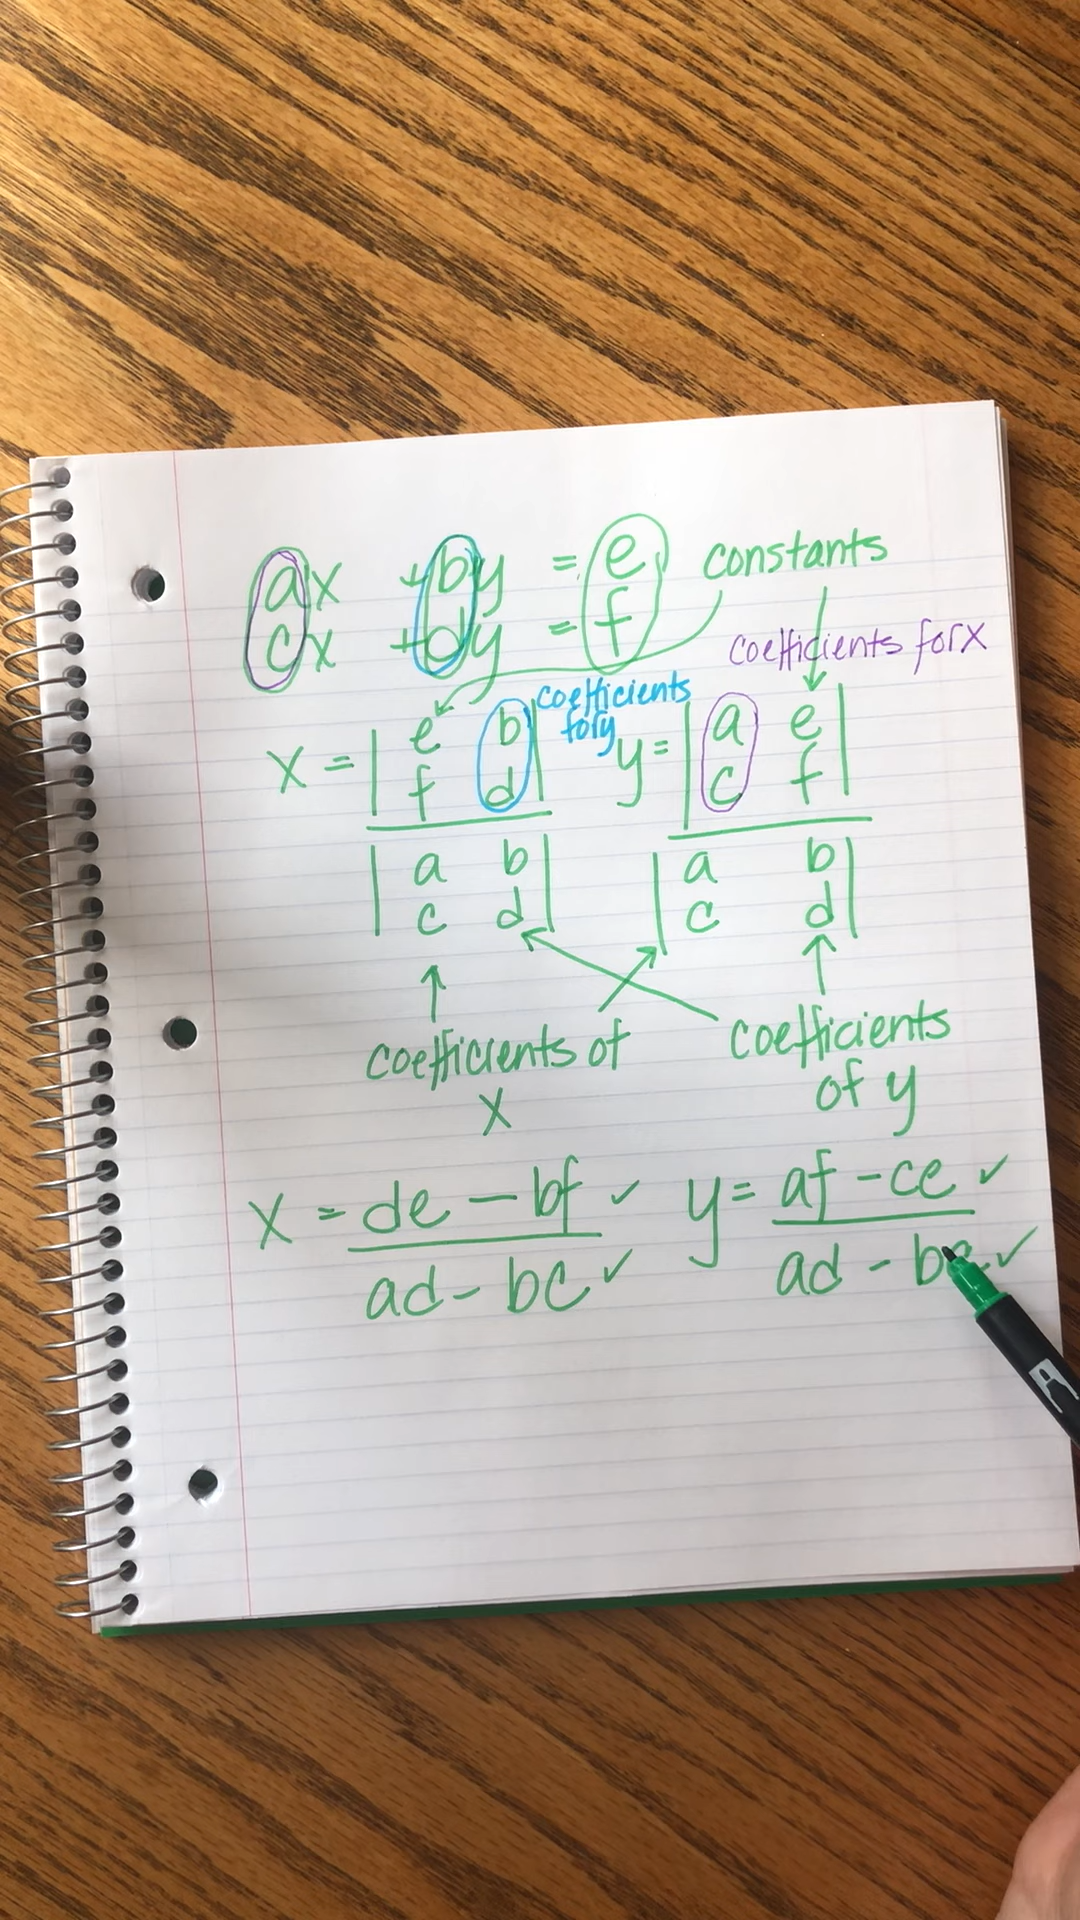 ax +by = e constants
cx +dy = f
coefficients for x
coefficients
for y
x = | e b | y = | a e |
| f d | | c f |
| a b | | a b |
| c d | | c d |
coefficients of
x
coefficients
of y
x = de - bf ✓ y = af - ce ✓
ad - bc ✓ ad - bc ✓